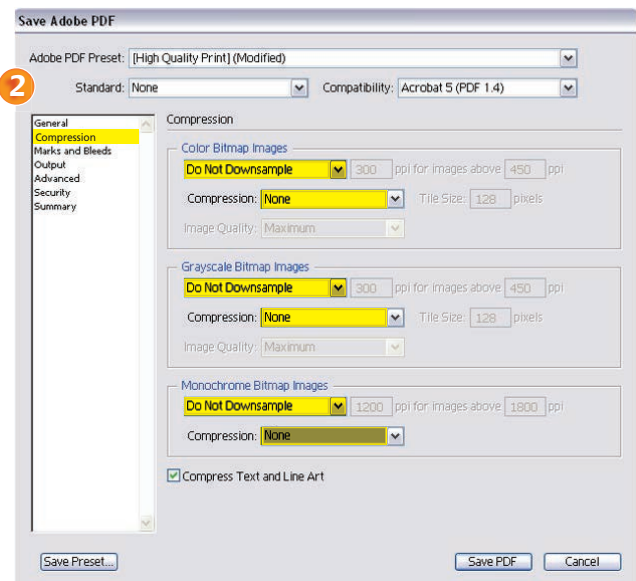 Save Adobe PDF
Adobe PDF Preset: [High Quality Print] (Modified)
2
Standard: None Compatibility: Acrobat 5 (PDF 1.4)
General
Compression
Marks and Bleeds
Output
Advanced
Security
Summary
Compression
Color Bitmap Images
Do Not Downsample 300 ppi for images above 450 ppi
Compression: None Tile Size: 128 pixels
Image Quality: Maximum
Grayscale Bitmap Images
Do Not Downsample 300 ppi for images above 450 ppi
Compression: None Tile Size: 128 pixels
Image Quality: Maximum
Monochrome Bitmap Images
Do Not Downsample 1200 ppi for images above 1800 ppi
Compression: None
Compress Text and Line Art
Save Preset... Save PDF Cancel